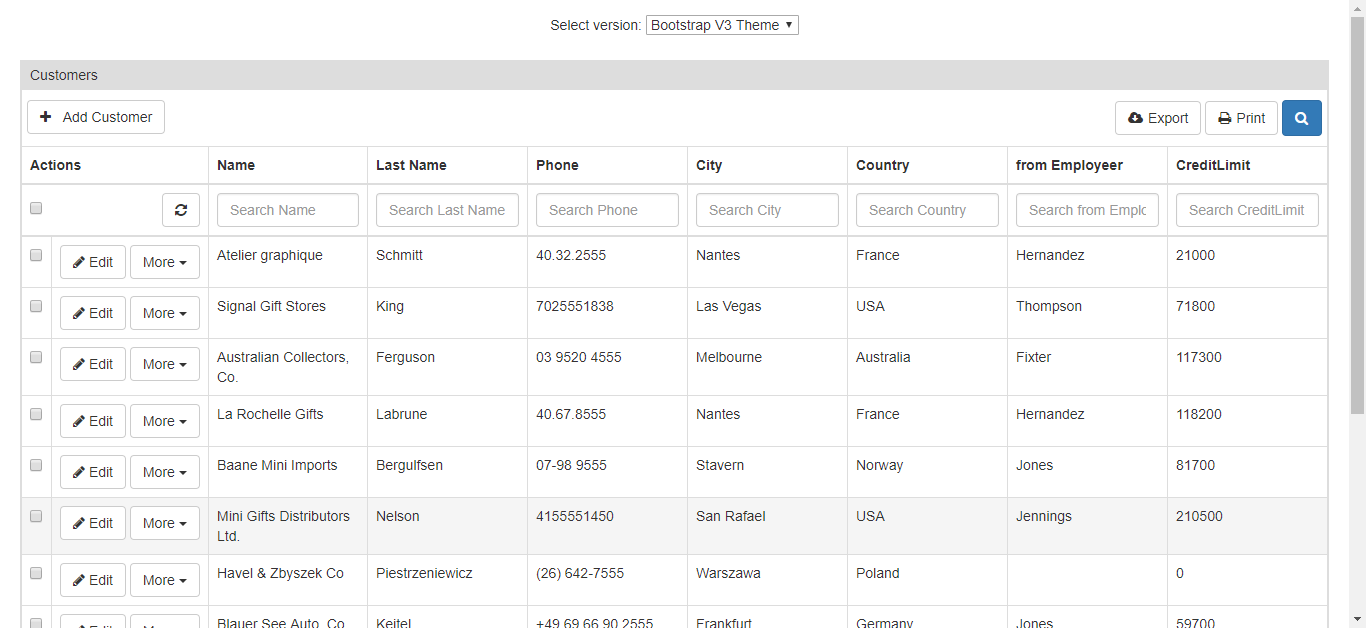 Select version: Bootstrap V3 Theme
Customers
Add Customer Export Print
Actions Name Last Name Phone City Country from Employeer CreditLimit
Search Name Search Last Name Search Phone Search City Search Country Search from Emplc Search CreditLimit
Edit More Atelier graphique Schmitt 40.32.2555 Nantes France Hernandez 21000
Edit More Signal Gift Stores King 7025551838 Las Vegas USA Thompson 71800
Edit More Australian Collectors, Ferguson 03 9520 4555 Melbourne Australia Fixter 117300
Co.
Edit More La Rochelle Gifts Labrune 40.67.8555 Nantes France Hernandez 118200
Edit More Baane Mini Imports Bergulfsen 07-98 9555 Stavern Norway Jones 81700
Edit More Mini Gifts Distributors Nelson 4155551450 San Rafael USA Jennings 210500
Ltd.
Edit More Havel & Zbyszek Co Piestrzeniewicz (26) 642-7555 Warszawa Poland 0
Edit More Blauer See Auto, Co. Keitel +49 69 66 90 2555 Frankfurt Germany Jones 59700